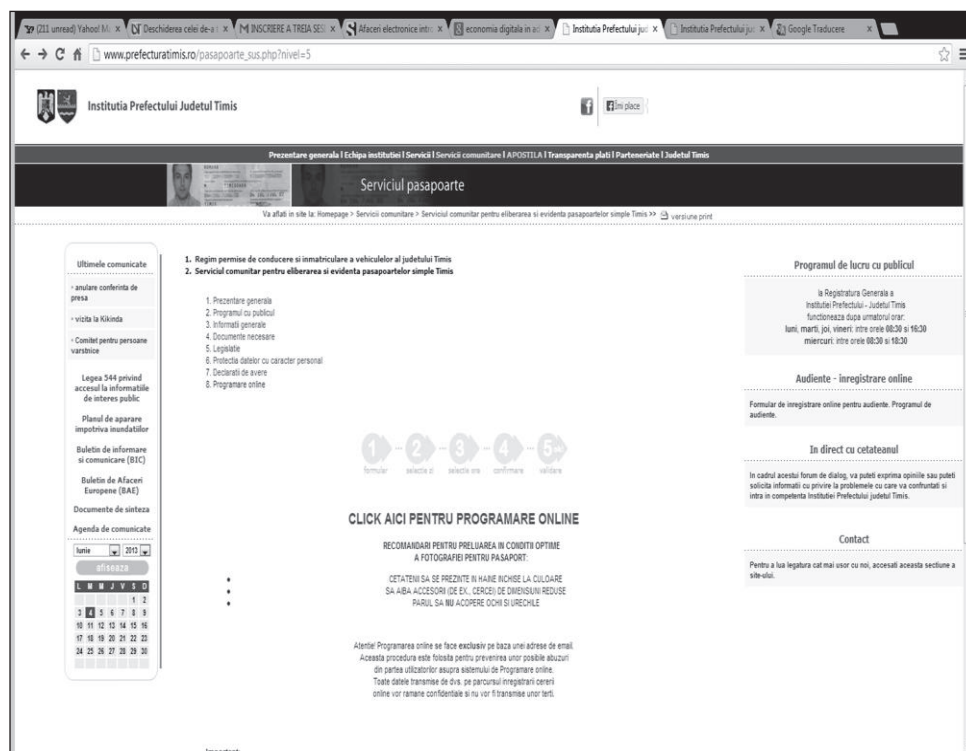 (211 unread) Yahoo! M
Deschiderea celei de-a
INSCRIERE A TREIA SES
Afaceri electronice intr
economia digitala in ad
Institutia Prefectului jud
Institutia Prefectului jud
Google Traducere
www.prefecturatimis.ro/pasapoarte_sus.php?nivel=5
Institutia Prefectului Judetul Timis
Îmi place
Prezentare generala | Echipa institutiei | Servicii | Servicii comunitare | APOSTILA | Transparenta plati | Parteneriate | Judetul Timis
Serviciul pasapoarte
Va aflati in site la: Homepage > Servicii comunitare > Serviciul comunitar pentru eliberarea si evidenta pasapoartelor simple Timis >> versiune print
Ultimele comunicate
- anulare conferinta de
presa
- vizita la Kikinda
- Comitet pentru persoane
varstnice
Legea 544 privind
accesul la informatiile
de interes public
Planul de aparare
impotriva inundatiilor
Buletin de informare
si comunicare (BIC)
Buletin de Afaceri
Europene (BAE)
Documente de sinteza
Agenda de comunicate
Iunie 2013
afiseaza
L M M J V S D
1 2
3 4 5 6 7 8 9
10 11 12 13 14 15 16
17 18 19 20 21 22 23
24 25 26 27 28 29 30
1. Regim permise de conducere si inmatriculare a vehiculelor al judetului Timis
2. Serviciul comunitar pentru eliberarea si evidenta pasapoartelor simple Timis
1. Prezentare generala
2. Programul cu publicul
3. Informatii generale
4. Documente necesare
5. Legislatie
6. Protectia datelor cu caracter personal
7. Declaratii de avere
8. Programare online
1 2 3 4 5
formular selectie zi selectie ora confirmare validare
CLICK AICI PENTRU PROGRAMARE ONLINE
RECOMANDARI PENTRU PRELUAREA IN CONDITII OPTIME
A FOTOGRAFIEI PENTRU PASAPORT:
• CETATENII SA SE PREZINTE IN HAINE INCHISE LA CULOARE
• SA AIBA ACCESORII (DE EX., CERCEI) DE DIMENSIUNI REDUSE
• PARUL SA NU ACOPERE OCHII SI URECHILE
Atentie! Programarea online se face exclusiv pe baza unei adrese de email.
Aceasta procedura este folosita pentru prevenirea unor posibile abuzuri
din partea utilizatorilor asupra sistemului de Programare online.
Toate datele transmise de dvs. pe parcursul inregistrarii cererii
online vor ramane confidentiale si nu vor fi transmise unor terti.
Programul de lucru cu publicul
la Registratura Generala a
Institutiei Prefectului - Judetul Timis
functioneaza dupa urmatorul orar:
luni, marti, joi, vineri: intre orele 08:30 si 16:30
miercuri: intre orele 08:30 si 18:30
Audiente - inregistrare online
Formular de inregistrare online pentru audiente. Programul de
audiente.
In direct cu cetateanul
In cadrul acestui forum de dialog, va puteti exprima opiniile sau puteti
solicita informatii cu privire la problemele cu care va confruntati si
intra in competenta Institutiei Prefectului judetul Timis.
Contact
Pentru a lua legatura cat mai usor cu noi, accesati aceasta sectiune a
site-ului.